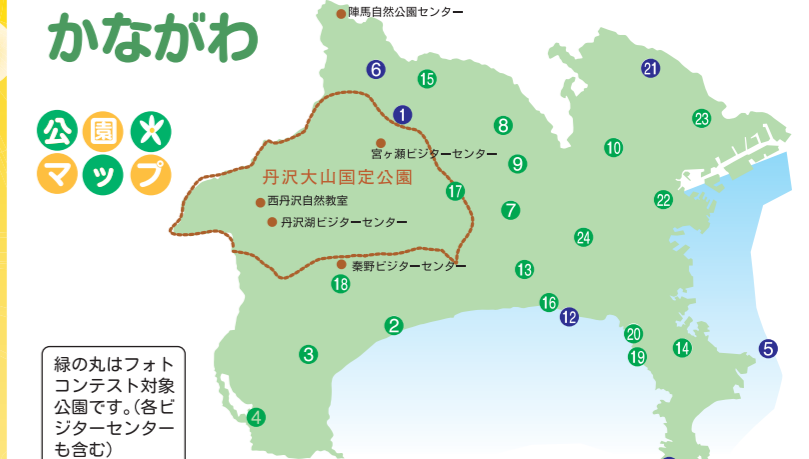 かながわ
公園
マップ
陣馬自然公園センター
6
15
21
1
8
23
10
宮ヶ瀬ビジターセンター
9
丹沢大山国定公園
17
西丹沢自然教室
22
7
丹沢湖ビジターセンター
24
秦野ビジターセンター
13
18
16
12
2
20
14
5
3
19
4
緑の丸はフォト
コンテスト対象
公園です。(各ビ
ジターセンター
も含む)